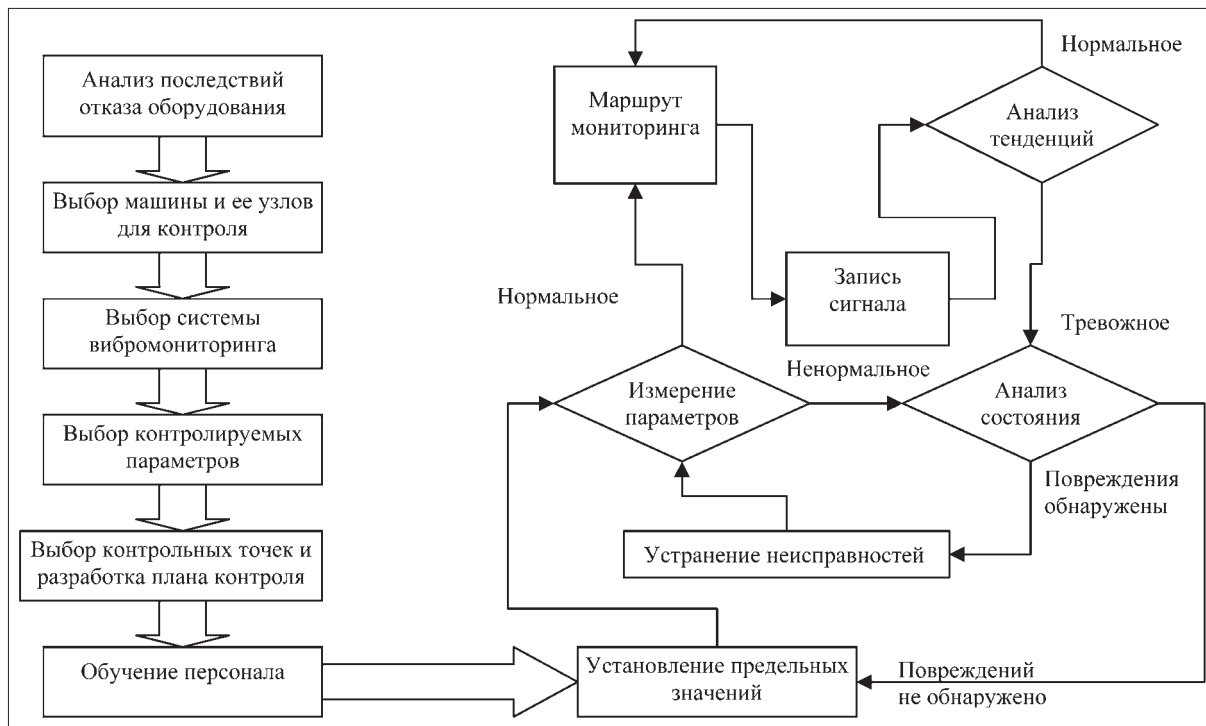 Анализ последствий
отказа оборудования
Выбор машины и ее узлов
для контроля
Выбор системы
вибромониторинга
Выбор контролируемых
параметров
Выбор контрольных точек и
разработка плана контроля
Обучение персонала
Нормальное
Маршрут
мониторинга
Анализ
тенденций
Запись
сигнала
Нормальное
Тревожное
Ненормальное
Измерение
параметров
Анализ
состояния
Повреждения
обнаружены
Устранение неисправностей
Установление предельных
значений
Повреждений
не обнаружено